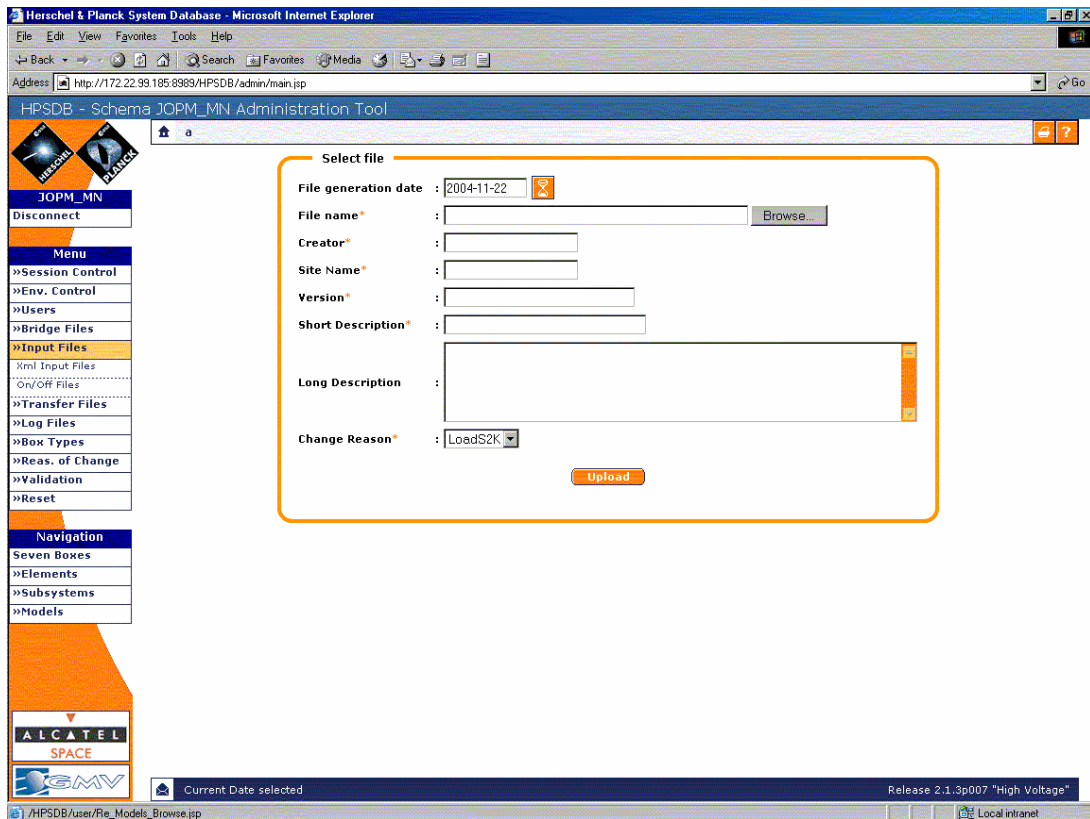 Herschel & Planck System Database - Microsoft Internet Explorer
File Edit View Favorites Tools Help
Back Search Favorites Media
Address http://172.22.99.185:8989/HPSDB/admin/main.jsp Go
HPSDB - Schema JOPM_MN Administration Tool
HERSCHEL PLANCK
a
?
JOPM_MN
Disconnect
Menu
»Session Control
»Env. Control
»Users
»Bridge Files
»Input Files
Xml Input Files
On/Off Files
»Transfer Files
»Log Files
»Box Types
»Reas. of Change
»Validation
»Reset
Navigation
Seven Boxes
»Elements
»Subsystems
»Models
ALCATEL
SPACE
GMV
Select file
File generation date : 2004-11-22
File name* : Browse...
Creator* :
Site Name* :
Version* :
Short Description* :
Long Description :
Change Reason* : LoadS2K
Upload
Current Date selected Release 2.1.3p007 "High Voltage"
/HPSDB/user/Re_Models_Browse.jsp Local intranet